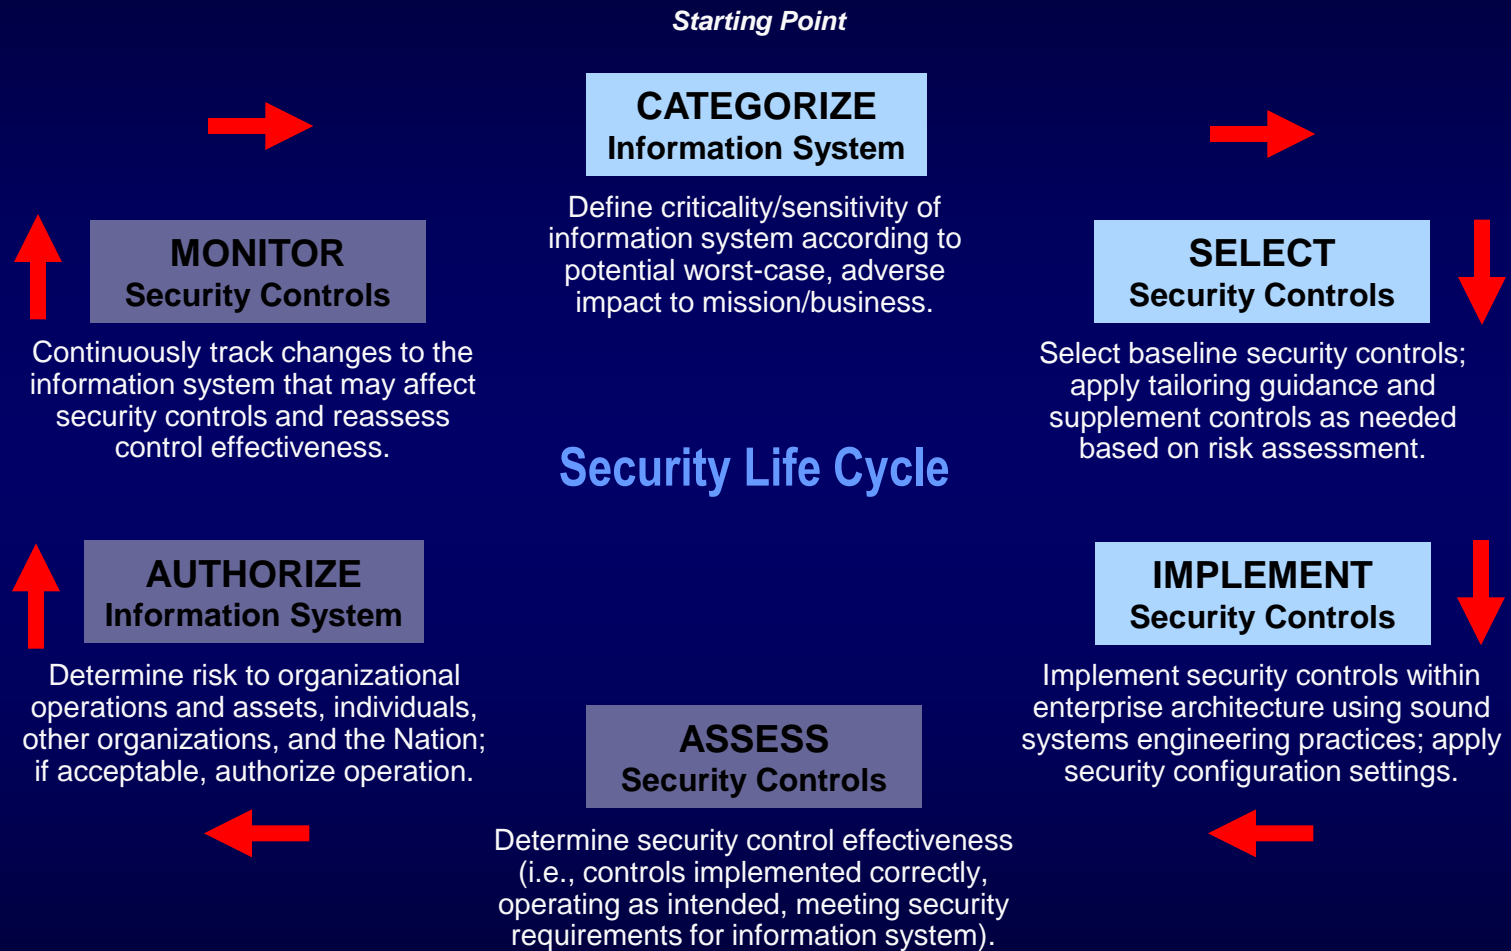 Starting Point
CATEGORIZE
Information System
Define criticality/sensitivity of
information system according to
potential worst-case, adverse
impact to mission/business.
SELECT
Security Controls
Select baseline security controls;
apply tailoring guidance and
supplement controls as needed
based on risk assessment.
IMPLEMENT
Security Controls
Implement security controls within
enterprise architecture using sound
systems engineering practices; apply
security configuration settings.
ASSESS
Security Controls
Determine security control effectiveness
(i.e., controls implemented correctly,
operating as intended, meeting security
requirements for information system).
AUTHORIZE
Information System
Determine risk to organizational
operations and assets, individuals,
other organizations, and the Nation;
if acceptable, authorize operation.
MONITOR
Security Controls
Continuously track changes to the
information system that may affect
security controls and reassess
control effectiveness.
Security Life Cycle